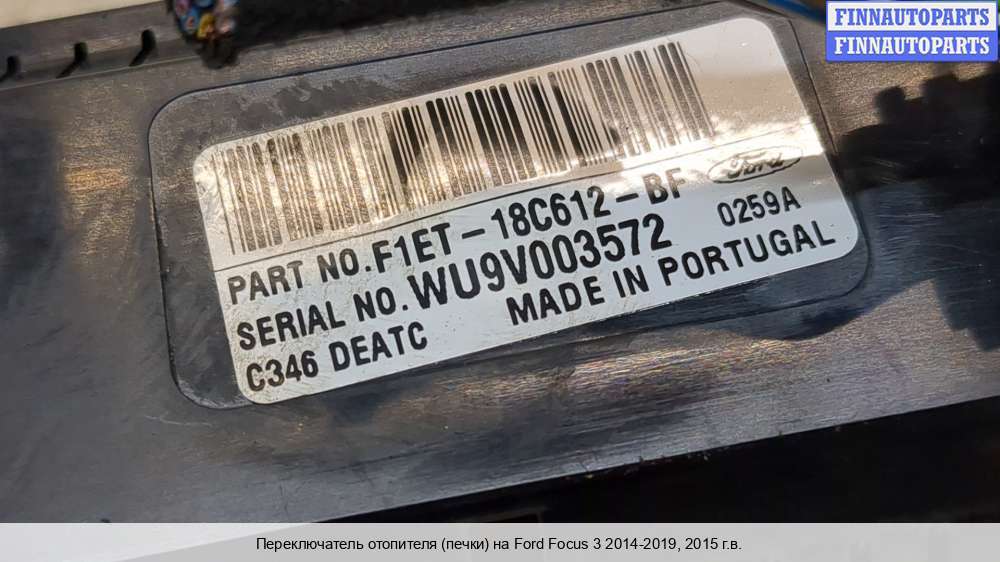 FINNAUTOPARTS
FINNAUTOPARTS
Ford
PART NO. F1ET-18C612-BF
SERIAL NO. WU9V003572 0259A
C346 DEATC MADE IN PORTUGAL
Переключатель отопителя (печки) на Ford Focus 3 2014-2019, 2015 г.в.